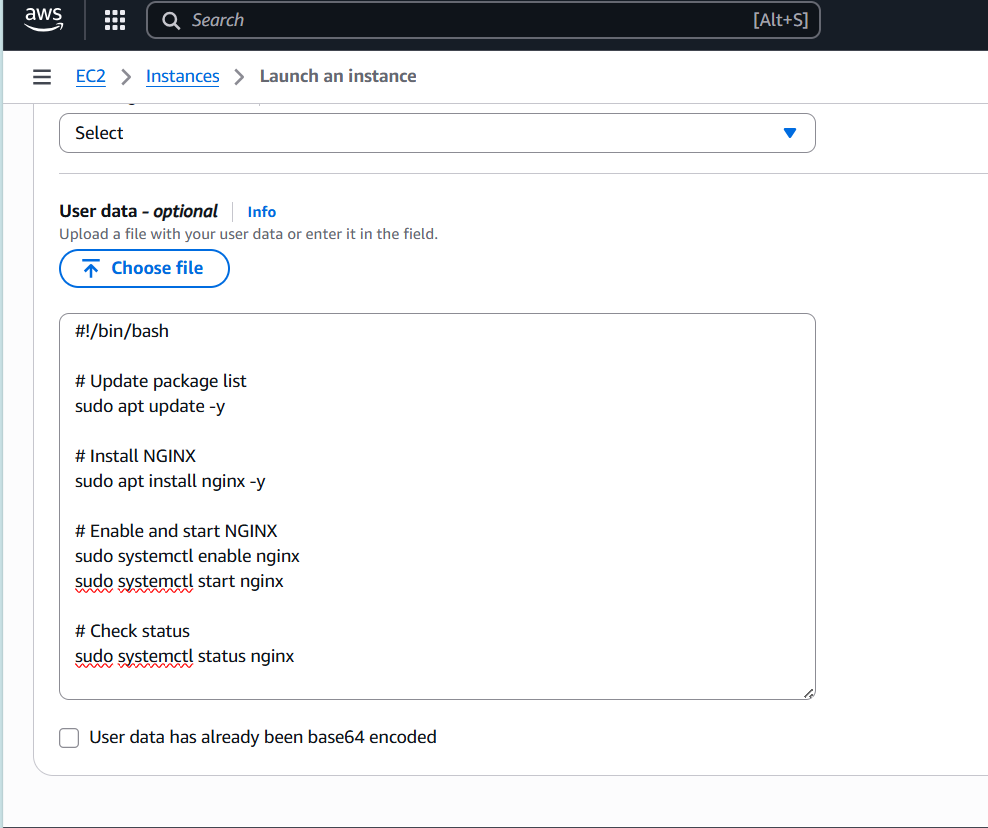 aws
Search [Alt+S]
EC2 > Instances > Launch an instance
Select
User data - optional | Info
Upload a file with your user data or enter it in the field.
Choose file
#!/bin/bash
# Update package list
sudo apt update -y
# Install NGINX
sudo apt install nginx -y
# Enable and start NGINX
sudo systemctl enable nginx
sudo systemctl start nginx
# Check status
sudo systemctl status nginx
User data has already been base64 encoded